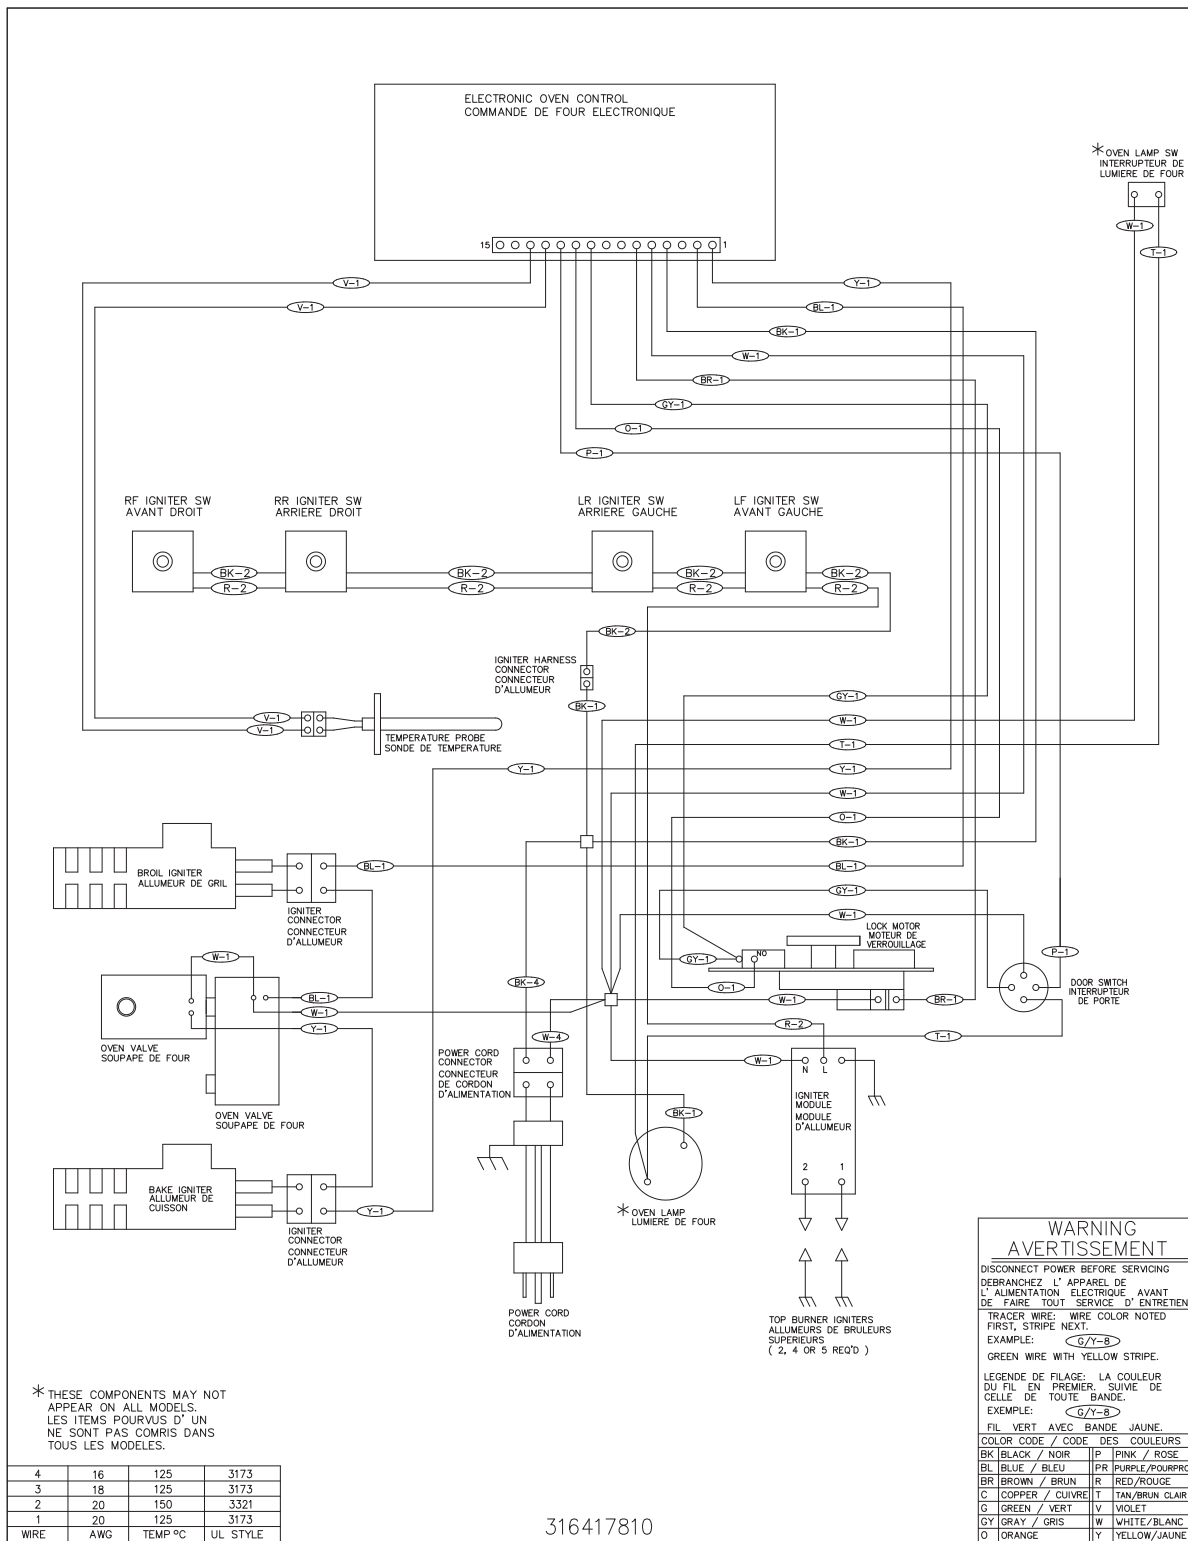 ELECTRONIC OVEN CONTROL
COMMANDE DE FOUR ELECTRONIQUE
* OVEN LAMP SW
INTERRUPTEUR DE
LUMIERE DE FOUR
W-1
T-1
15
1
V-1
Y-1
V-1
BL-1
BK-1
W-1
BR-1
GY-1
O-1
P-1
RF IGNITER SW
AVANT DROIT
RR IGNITER SW
ARRIERE DROIT
LR IGNITER SW
ARRIERE GAUCHE
LF IGNITER SW
AVANT GAUCHE
BK-2
BK-2
BK-2
BK-2
R-2
R-2
R-2
R-2
BK-2
IGNITER HARNESS
CONNECTOR
CONNECTEUR
D'ALLUMEUR
BK-1
GY-1
V-1
W-1
V-1
TEMPERATURE PROBE
SONDE DE TEMPERATURE
T-1
Y-1
Y-1
W-1
O-1
BK-1
BROIL IGNITER
ALLUMEUR DE GRIL
BL-1
BL-1
GY-1
IGNITER
CONNECTOR
CONNECTEUR
D'ALLUMEUR
W-1
LOCK MOTOR
MOTEUR DE
VERROUILLAGE
W-1
GY-1
NO
P-1
BK-4
O-1
DOOR SWITCH
INTERRUPTEUR
DE PORTE
BL-1
W-1
W-1
BR-1
Y-1
R-2
OVEN VALVE
SOUPAPE DE FOUR
W-4
T-1
POWER CORD
CONNECTOR
CONNECTEUR
DE CORDON
D'ALIMENTATION
W-1
N L
IGNITER
MODULE
MODULE
D'ALLUMEUR
OVEN VALVE
SOUPAPE DE FOUR
BK-1
2 1
BAKE IGNITER
ALLUMEUR DE
CUISSON
Y-1
* OVEN LAMP
LUMIERE DE FOUR
IGNITER
CONNECTOR
CONNECTEUR
D'ALLUMEUR
POWER CORD
CORDON
D'ALIMENTATION
TOP BURNER IGNITERS
ALLUMEURS DE BRULEURS
SUPERIEURS
( 2, 4 OR 5 REQ'D )
WARNING
AVERTISSEMENT
DISCONNECT POWER BEFORE SERVICING
DEBRANCHEZ L' APPAREL DE
L' ALIMENTATION ELECTRIQUE AVANT
DE FAIRE TOUT SERVICE D' ENTRETIEN
TRACER WIRE: WIRE COLOR NOTED
FIRST, STRIPE NEXT.
EXAMPLE: G/Y-8
GREEN WIRE WITH YELLOW STRIPE.
LEGENDE DE FILAGE: LA COULEUR
DU FIL EN PREMIER. SUIVIE DE
CELLE DE TOUTE BANDE.
EXEMPLE: G/Y-8
FIL VERT AVEC BANDE JAUNE.
COLOR CODE / CODE DES COULEURS
BK BLACK / NOIR P PINK / ROSE
BL BLUE / BLEU PR PURPLE/POURPRO
BR BROWN / BRUN R RED/ROUGE
C COPPER / CUIVRE T TAN/BRUN CLAIR
G GREEN / VERT V VIOLET
GY GRAY / GRIS W WHITE/BLANC
O ORANGE Y YELLOW/JAUNE
* THESE COMPONENTS MAY NOT
APPEAR ON ALL MODELS.
LES ITEMS POURVUS D' UN
NE SONT PAS COMRIS DANS
TOUS LES MODELES.
4 16 125 3173
3 18 125 3173
2 20 150 3321
1 20 125 3173
WIRE AWG TEMP ºC UL STYLE
316417810